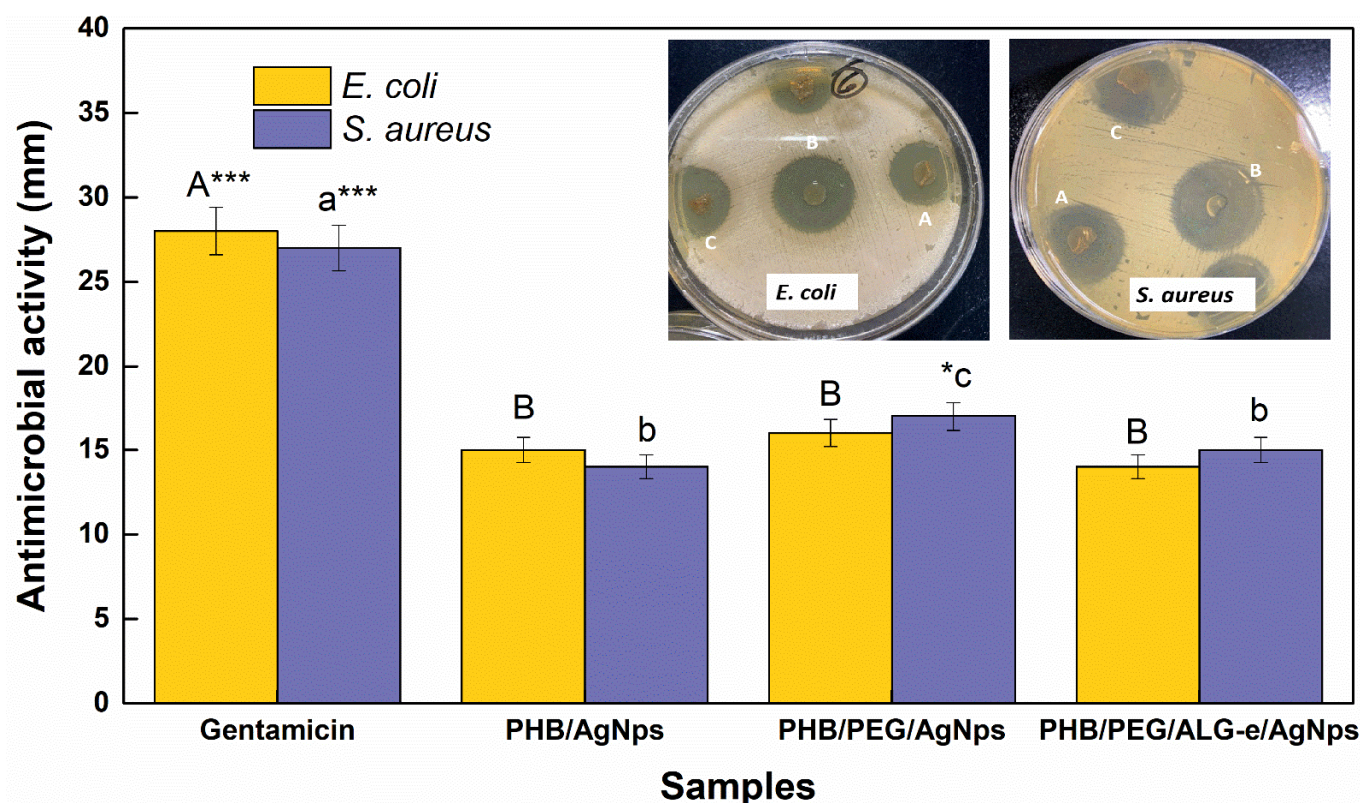 Antimicrobial activity (mm)
40
35
30
25
20
15
10
5
0
E. coli
S. aureus
A***
a***
B
b
B
*c
B
b
6
B
A
C
E. coli
C
B
A
S. aureus
Gentamicin
PHB/AgNps
PHB/PEG/AgNps
PHB/PEG/ALG-e/AgNps
Samples